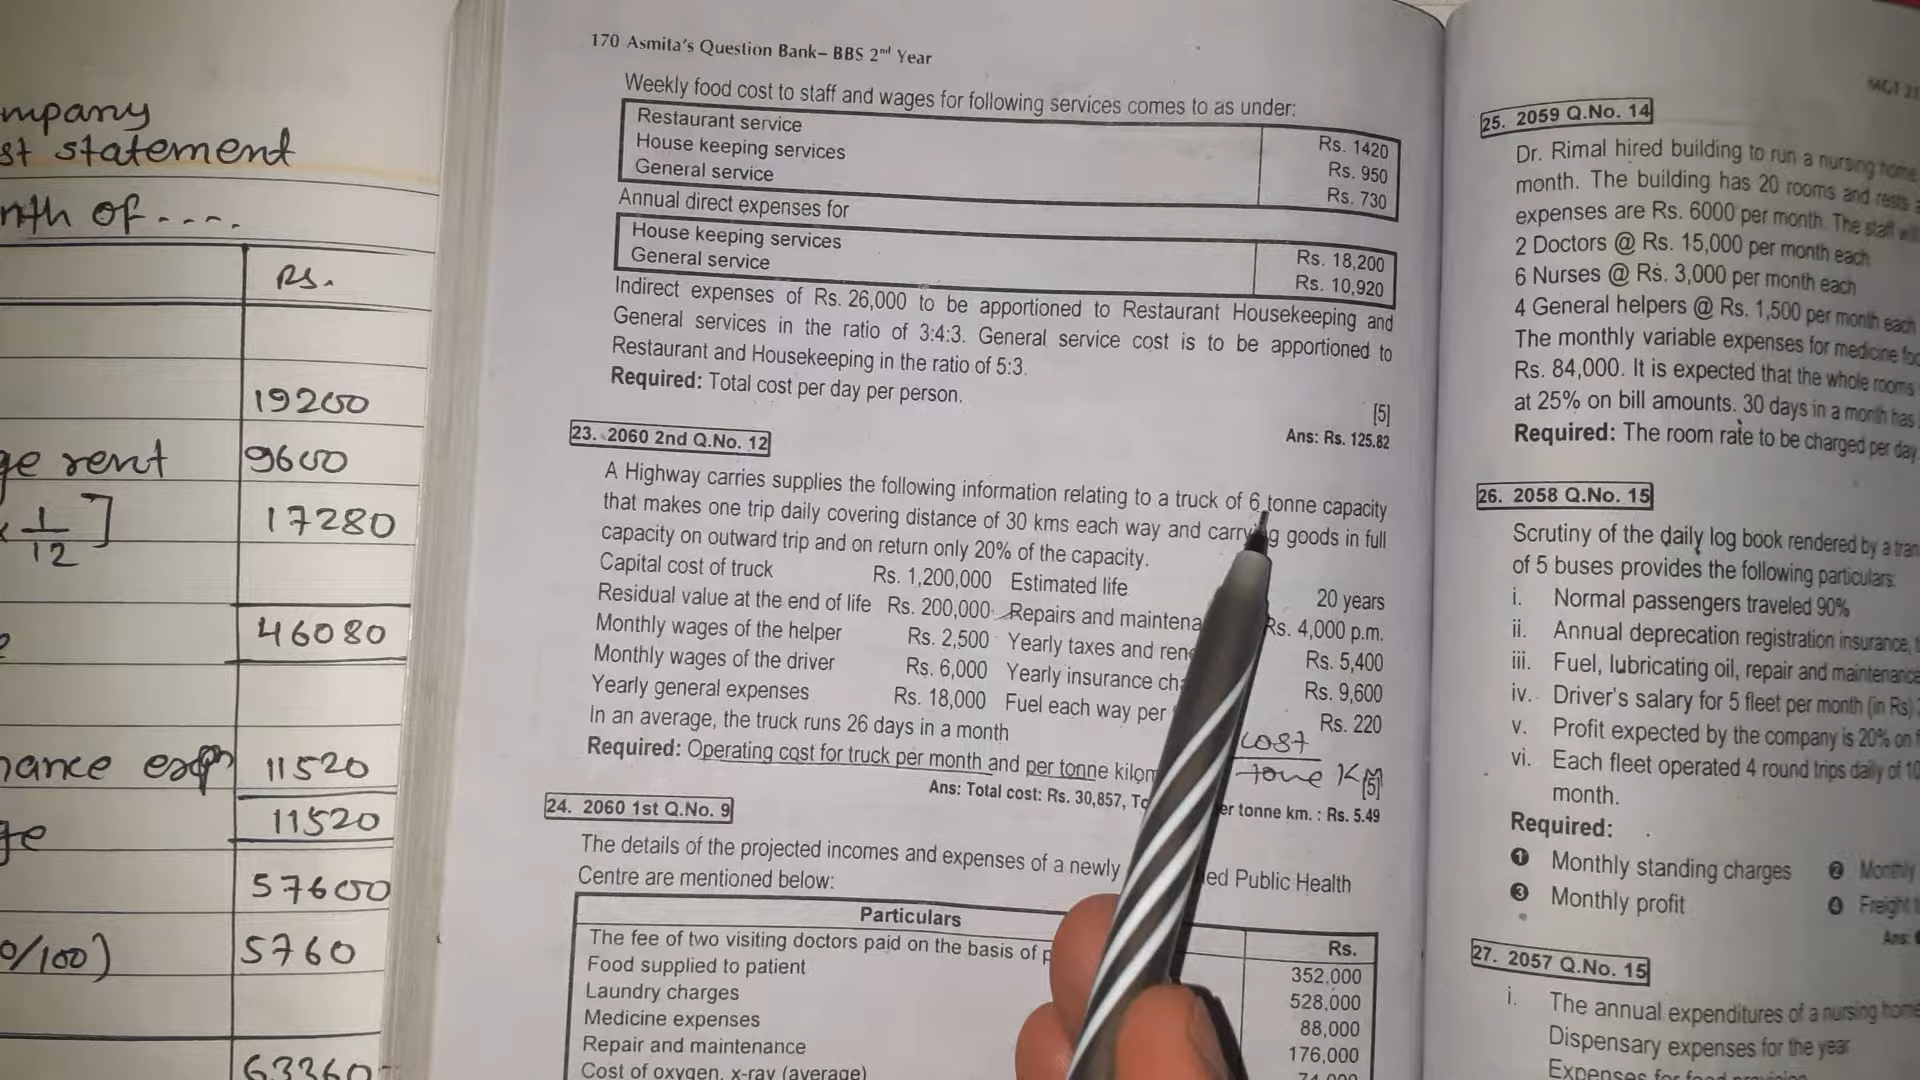 mpany
st statement
nth of ....
Rs.
19200
ge rent 9600
x 1/12 ] 17280
46080
nance expn 11520
ge 11520
57600
0/100) 5760
63360
170 Asmita's Question Bank– BBS 2nd Year
Weekly food cost to staff and wages for following services comes to as under:
Restaurant service Rs. 1420
House keeping services Rs. 950
General service Rs. 730
Annual direct expenses for
House keeping services Rs. 18,200
General service Rs. 10,920
Indirect expenses of Rs. 26,000 to be apportioned to Restaurant Housekeeping and
General services in the ratio of 3:4:3. General service cost is to be apportioned to
Restaurant and Housekeeping in the ratio of 5:3.
Required: Total cost per day per person. [5]
Ans: Rs. 125.82
23. 2060 2nd Q.No. 12
A Highway carries supplies the following information relating to a truck of 6 tonne capacity
that makes one trip daily covering distance of 30 kms each way and carrying goods in full
capacity on outward trip and on return only 20% of the capacity.
Capital cost of truck Rs. 1,200,000 Estimated life 20 years
Residual value at the end of life Rs. 200,000 Repairs and maintena Rs. 4,000 p.m.
Monthly wages of the helper Rs. 2,500 Yearly taxes and ren Rs. 5,400
Monthly wages of the driver Rs. 6,000 Yearly insurance ch Rs. 9,600
Yearly general expenses Rs. 18,000 Fuel each way per Rs. 220
In an average, the truck runs 26 days in a month
Required: Operating cost for truck per month and per tonne kilom [5]
cost
tone KM
Ans: Total cost: Rs. 30,857, To er tonne km. : Rs. 5.49
24. 2060 1st Q.No. 9
The details of the projected incomes and expenses of a newly ed Public Health
Centre are mentioned below:
Particulars Rs.
The fee of two visiting doctors paid on the basis of p 352,000
Food supplied to patient 528,000
Laundry charges 88,000
Medicine expenses 176,000
Repair and maintenance 74,000
Cost of oxygen, x-ray (average)
25. 2059 Q.No. 14
Dr. Rimal hired building to run a nursing home
month. The building has 20 rooms and rests
expenses are Rs. 6000 per month. The staff
2 Doctors @ Rs. 15,000 per month each
6 Nurses @ Rs. 3,000 per month each
4 General helpers @ Rs. 1,500 per month each
The monthly variable expenses for medicine
Rs. 84,000. It is expected that the whole rooms
at 25% on bill amounts. 30 days in a month has
Required: The room rate to be charged per day
26. 2058 Q.No. 15
Scrutiny of the daily log book rendered by a tran
of 5 buses provides the following particulars:
i. Normal passengers traveled 90%
ii. Annual deprecation registration insurance,
iii. Fuel, lubricating oil, repair and maintenance
iv. Driver's salary for 5 fleet per month (in Rs)
v. Profit expected by the company is 20% on
vi. Each fleet operated 4 round trips daily of
month.
Required:
❶ Monthly standing charges ❷ Monthly
❸ Monthly profit ❹ Freight
Ans:
27. 2057 Q.No. 15
i. The annual expenditures of a nursing home
Dispensary expenses for the year
Expenses for food provision